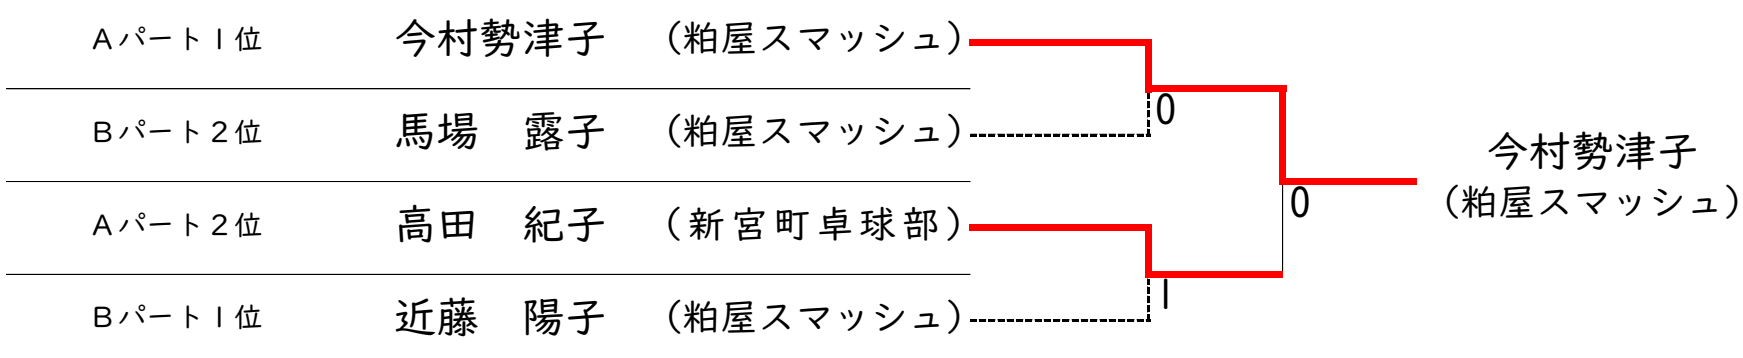 Aパート1位 今村勢津子 (粕屋スマッシュ)
0
Bパート2位 馬場 露子 (粕屋スマッシュ)
今村勢津子
0
(粕屋スマッシュ)
Aパート2位 高田 紀子 (新宮町卓球部)
1
Bパート1位 近藤 陽子 (粕屋スマッシュ)